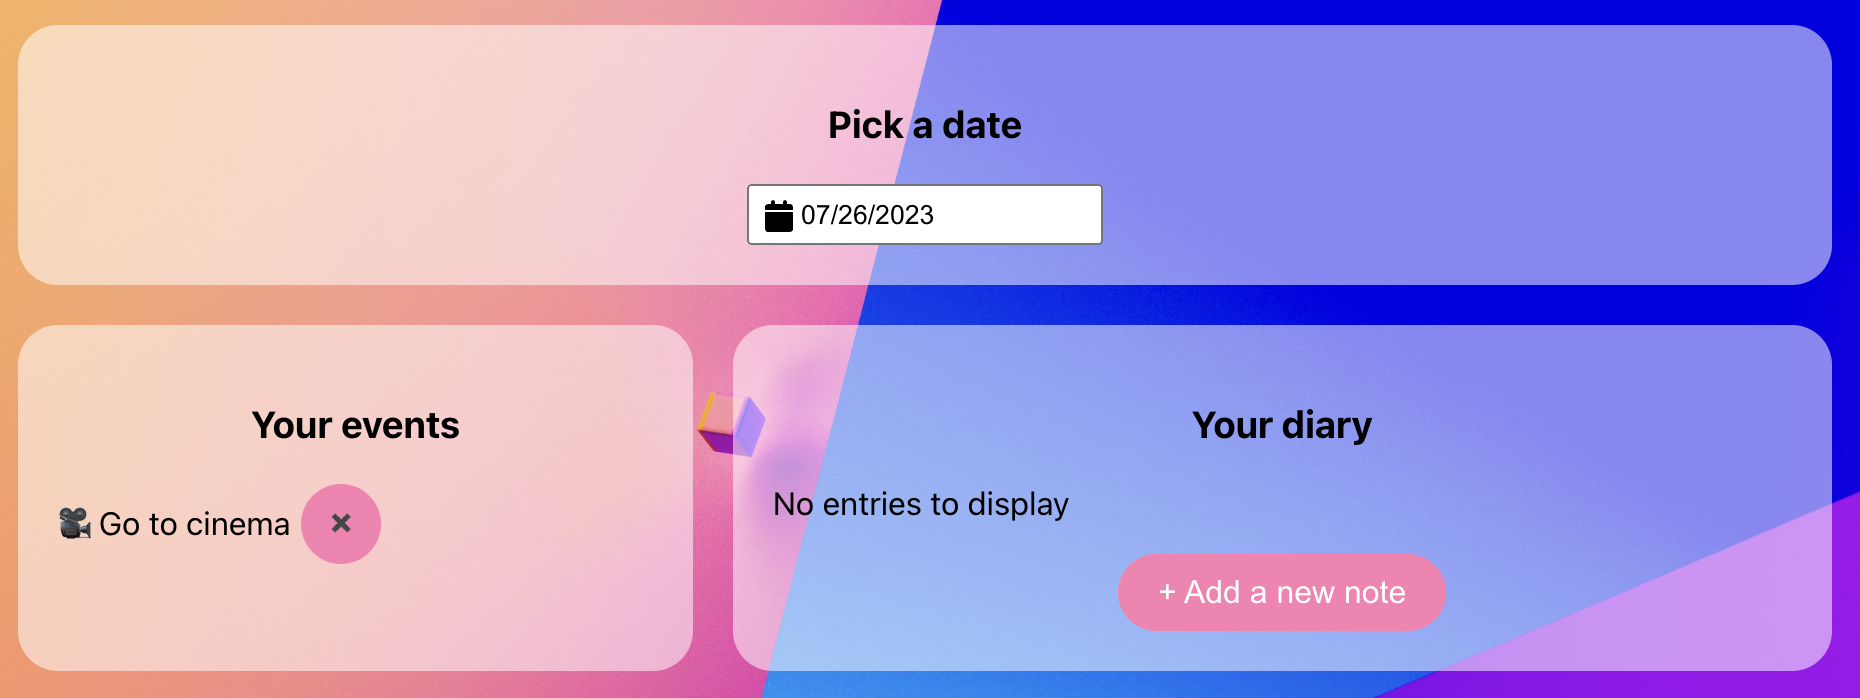 Pick a date
07/26/2023
Your events
🎥 Go to cinema ✖
Your diary
No entries to display
+ Add a new note